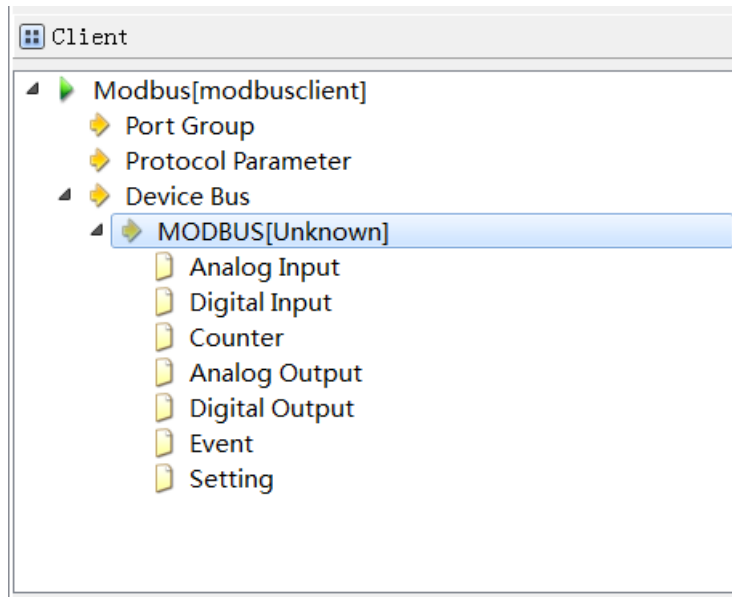 Client
Modbus[modbusclient]
Port Group
Protocol Parameter
Device Bus
MODBUS[Unknown]
Analog Input
Digital Input
Counter
Analog Output
Digital Output
Event
Setting